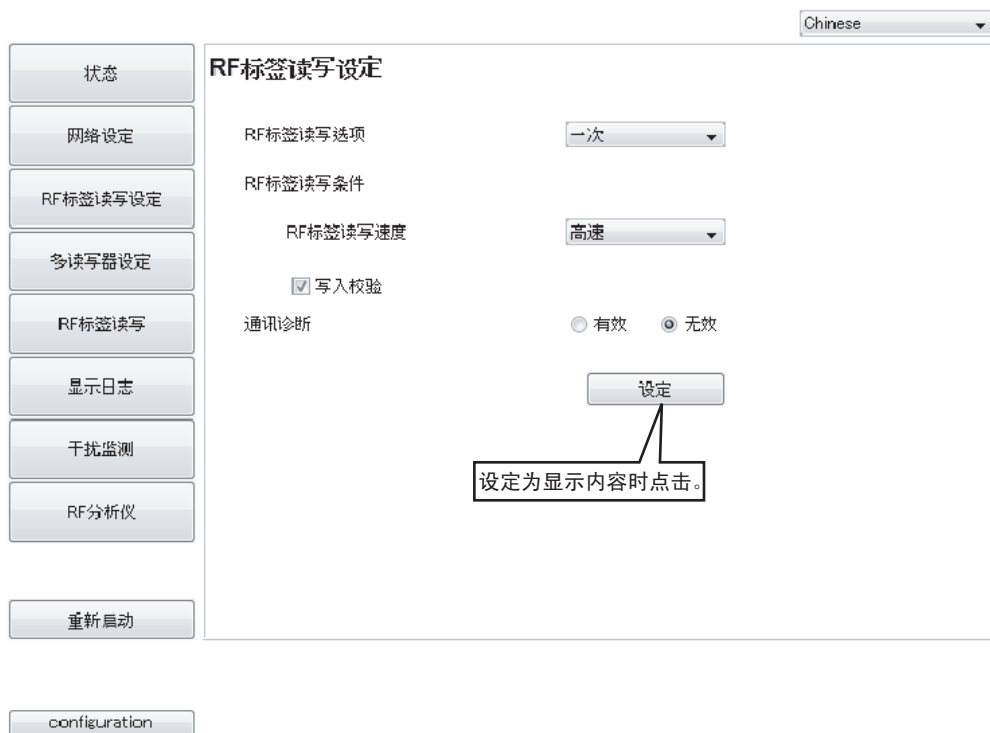 Chinese
状态
网络设定
RF标签读写设定
多读写器设定
RF标签读写
显示日志
干扰监测
RF分析仪
重新启动
configuration
RF标签读写设定
RF标签读写选项 一次
RF标签读写条件
RF标签读写速度 高速
写入校验
通讯诊断 有效 无效
设定
设定为显示内容时点击。